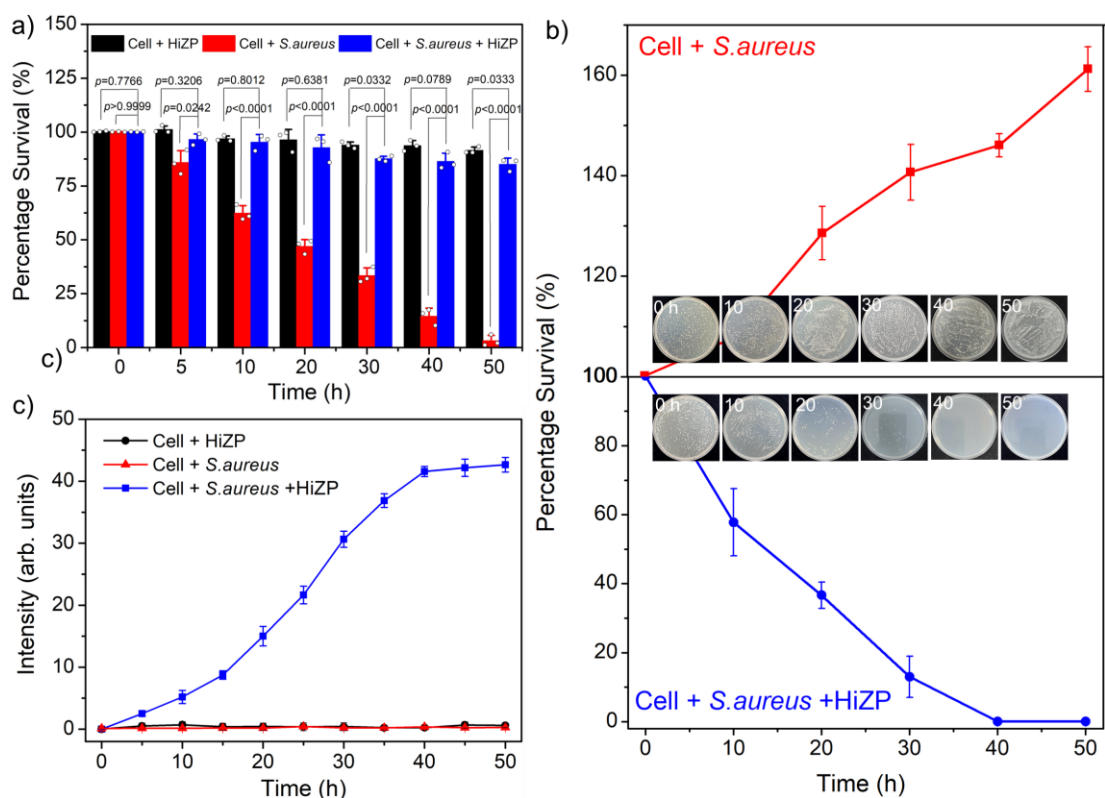 a)
Cell + HiZP Cell + S.aureus Cell + S.aureus + HiZP
p=0.7766 p=0.3206 p=0.8012 p=0.6381 p=0.0332 p=0.0789 p=0.0333
p>0.9999 p=0.0242 p<0.0001 p<0.0001 p<0.0001 p<0.0001 p<0.0001
150
125
100
75
50
25
0
Percentage Survival (%)
0 5 10 20 30 40 50
Time (h)
c)
c)
Cell + HiZP
Cell + S.aureus
Cell + S.aureus +HiZP
50
40
30
20
10
0
Intensity (arb. units)
0 10 20 30 40 50
Time (h)
b)
Cell + S.aureus
160
140
120
100
0 h 10 20 30 40 50
100
0 h 10 20 30 40 50
80
60
40
20
0
Percentage Survival (%)
Cell + S.aureus +HiZP
0 10 20 30 40 50
Time (h)